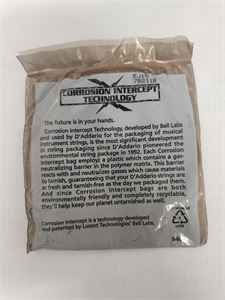 EJ16
702118
CORROSION INTERCEPT
TECHNOLOGY
The future is in your hands.
Corrosion Intercept Technology, developed by Bell Labs
and used by D'Addario for the packaging of musical
instrument strings, is the most significant development
in string packaging since D'Addario pioneered the
environmental string package in 1992. Each Corrosion
Intercept bag employs a plastic which contains a gas-
neutralizing barrier in the polymer matrix. This barrier
reacts with and neutralizes gases which cause materials
to tarnish, guaranteeing that your D'Addario strings are
as fresh and tarnish-free as the day we packaged them.
And since Corrosion Intercept bags are both
environmentally friendly and completely recyclable,
they'll help keep our planet untarnished as well.
Corrosion Intercept is a technology developed
and patented by Lucent Technologies' Bell Labs.